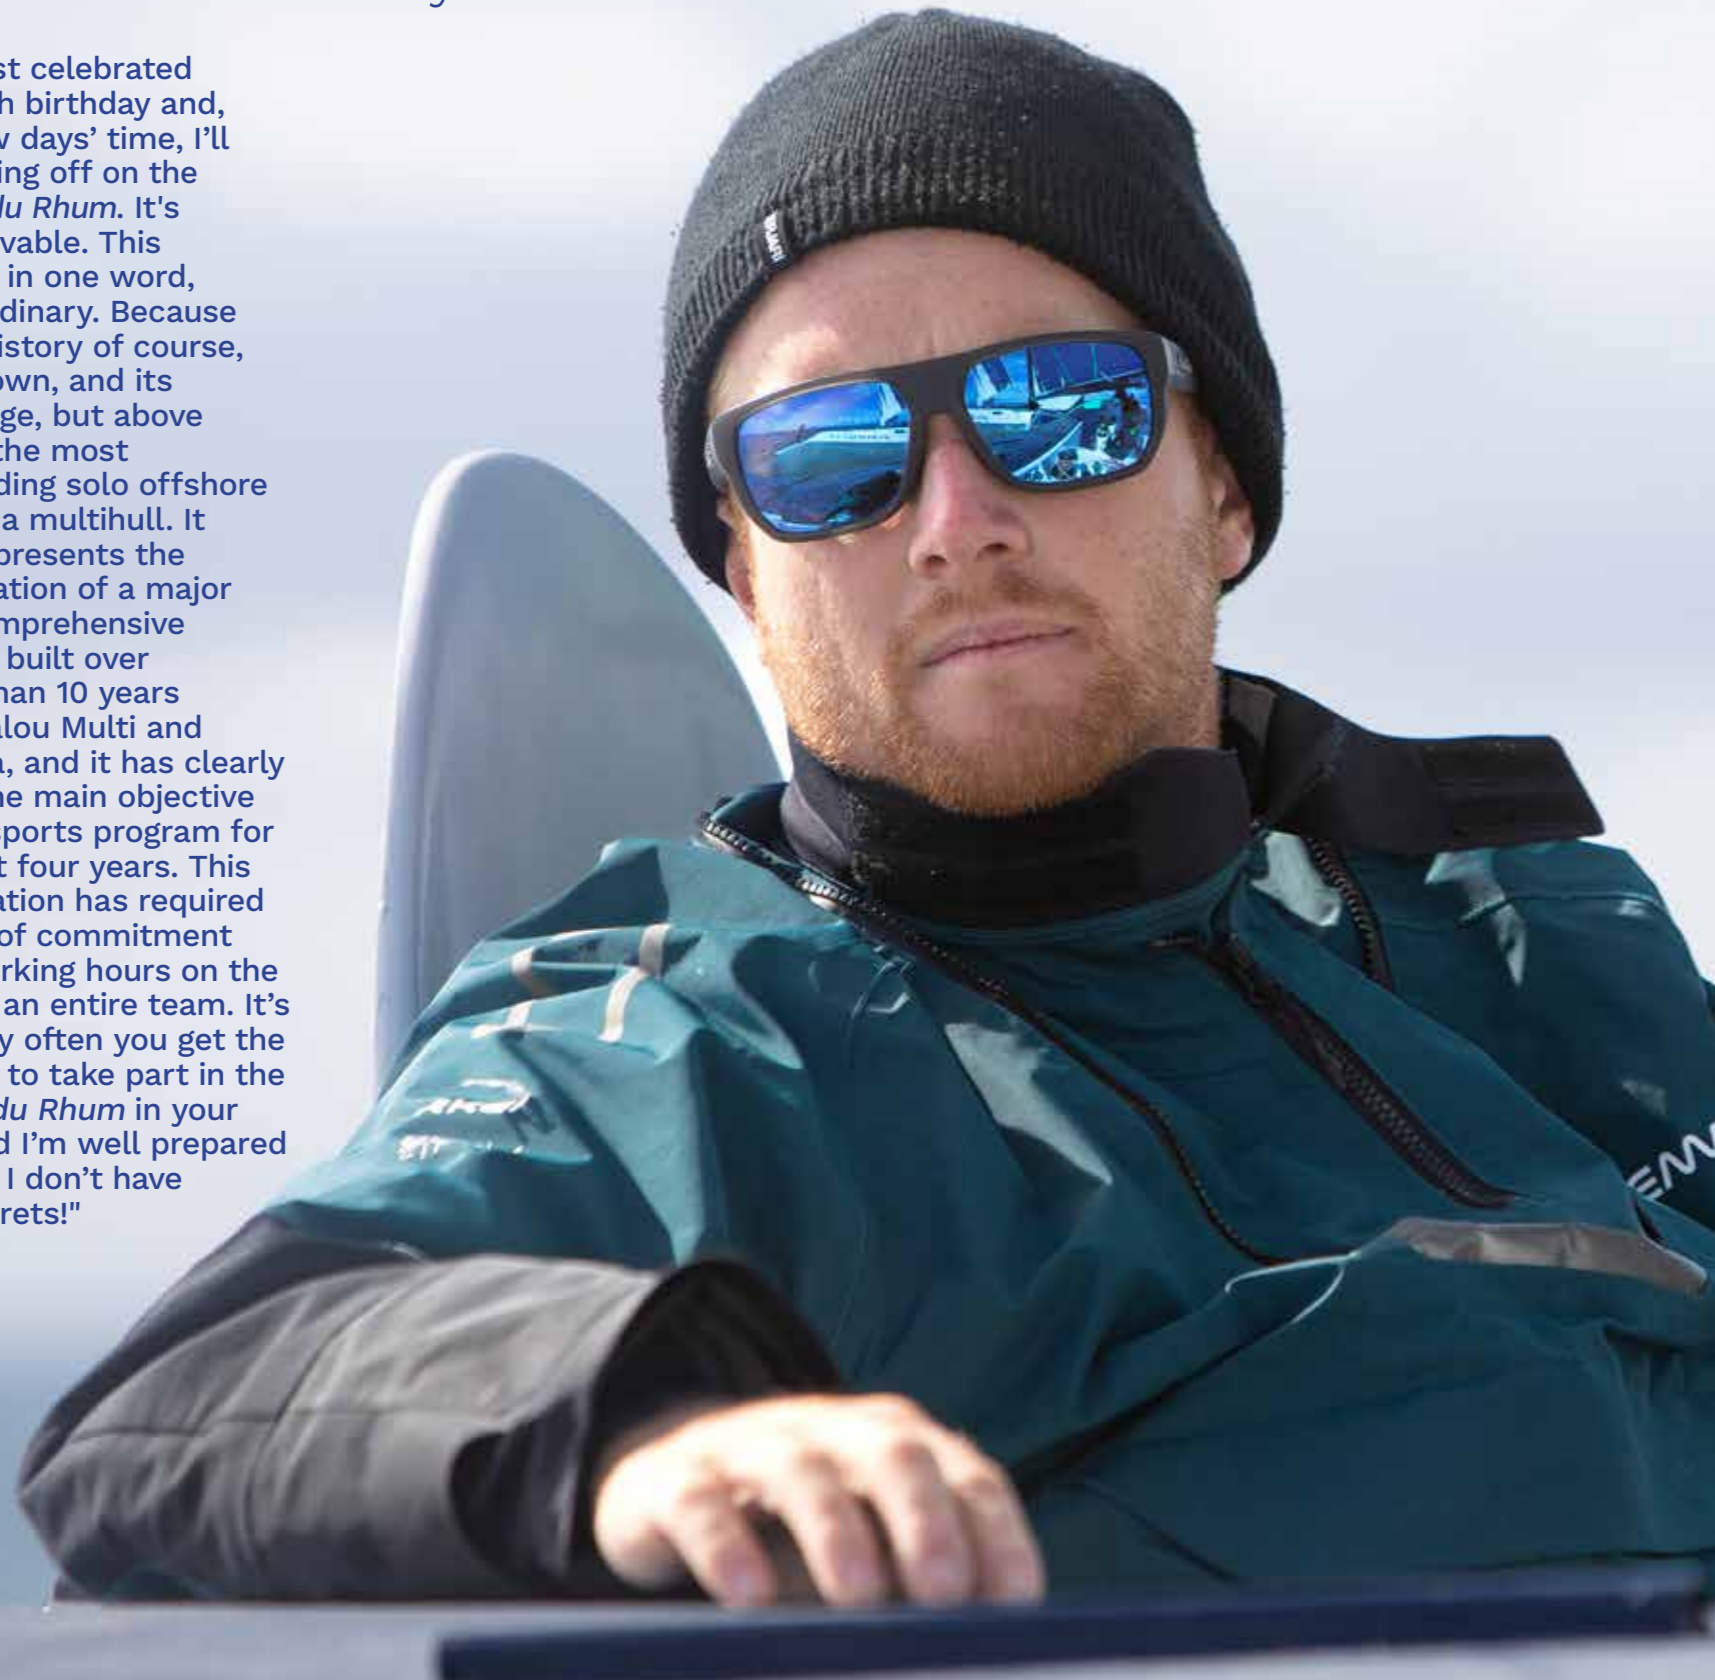 st celebrated
h birthday and,
w days' time, I'll
ing off on the
du Rhum. It's
vable. This
in one word,
dinary. Because
istory of course,
own, and its
ge, but above
the most
ding solo offshore
a multihull. It
presents the
ation of a major
mprehensive
built over
han 10 years
alou Multi and
a, and it has clearly
he main objective
sports program for
t four years. This
ation has required
of commitment
rking hours on the
an entire team. It's
y often you get the
to take part in the
du Rhum in your
d I'm well prepared
I don't have
rets!"